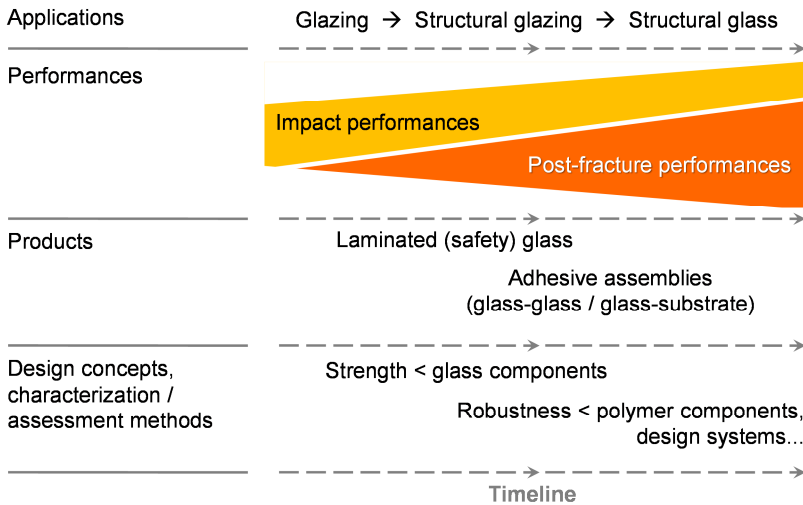 Applications
Glazing → Structural glazing → Structural glass
Performances
Impact performances
Post-fracture performances
Products
Laminated (safety) glass
Adhesive assemblies
(glass-glass / glass-substrate)
Design concepts,
characterization /
assessment methods
Strength < glass components
Robustness < polymer components,
design systems...
Timeline